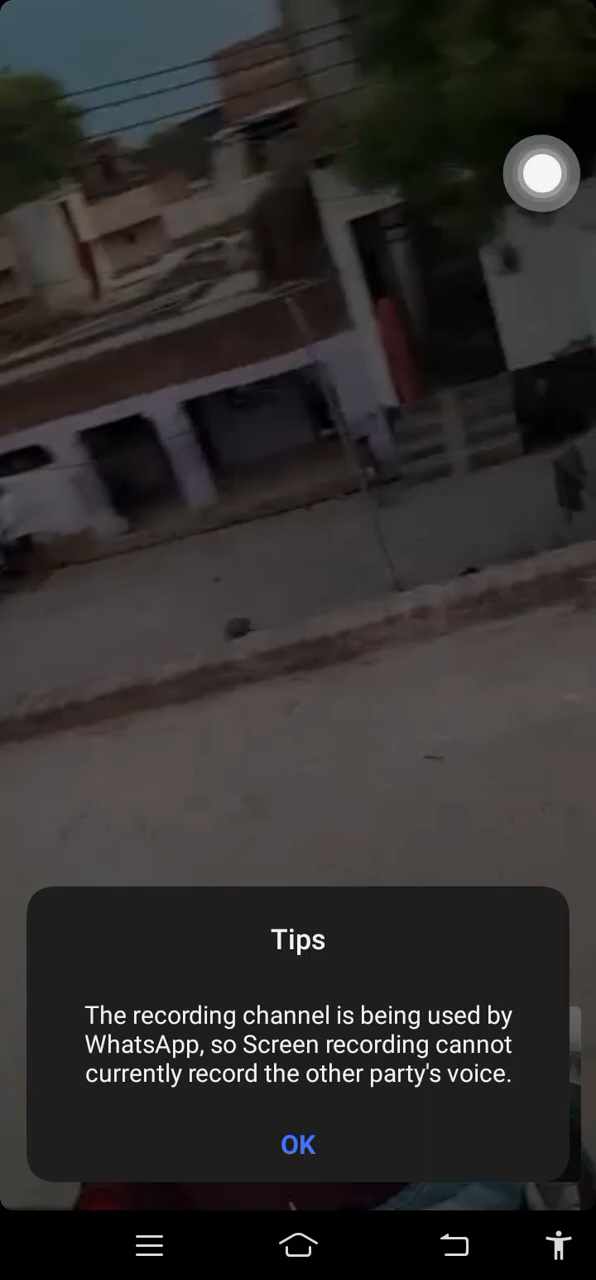 Tips
The recording channel is being used by
WhatsApp, so Screen recording cannot
currently record the other party's voice.
OK